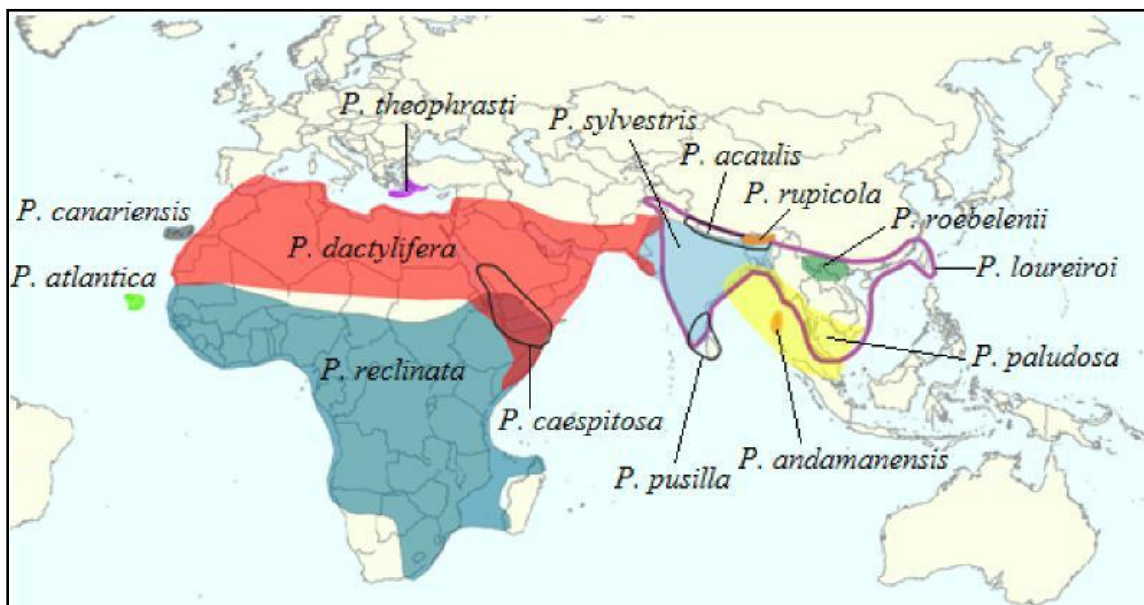 P. theophrasti
P. sylvestris
P. acaulis
P. rupicola
P. canariensis
P. roebelenii
P. dactylifera
P. atlantica
P. loureiroi
P. reclinata
P. paludosa
P. caespitosa
P. andamanensis
P. pusilla